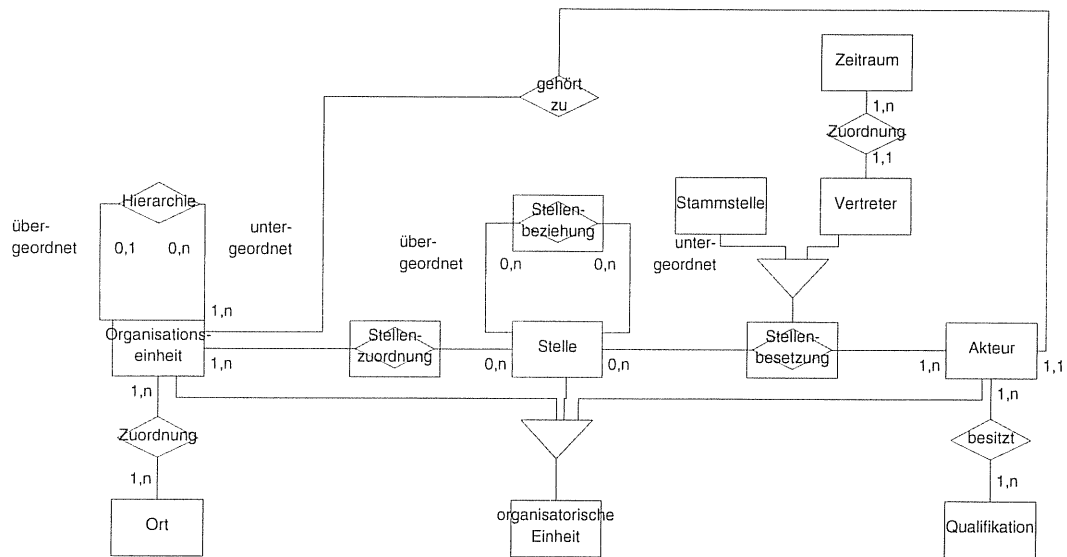 gehört
zu
Zeitraum
1,n
Zuordnung
1,1
Hierarchie
über-
geordnet
0,1
0,n
unter-
geordnet
Stellen-
beziehung
über-
geordnet
0,n
0,n
unter-
geordnet
Stammstelle
Vertreter
1,n
Organisations-
einheit
1,n
Stellen-
zuordnung
0,n
Stelle
0,n
Stellen-
besetzung
1,n
Akteur
1,1
1,n
Zuordnung
1,n
Ort
organisatorische
Einheit
1,n
besitzt
1,n
Qualifikation